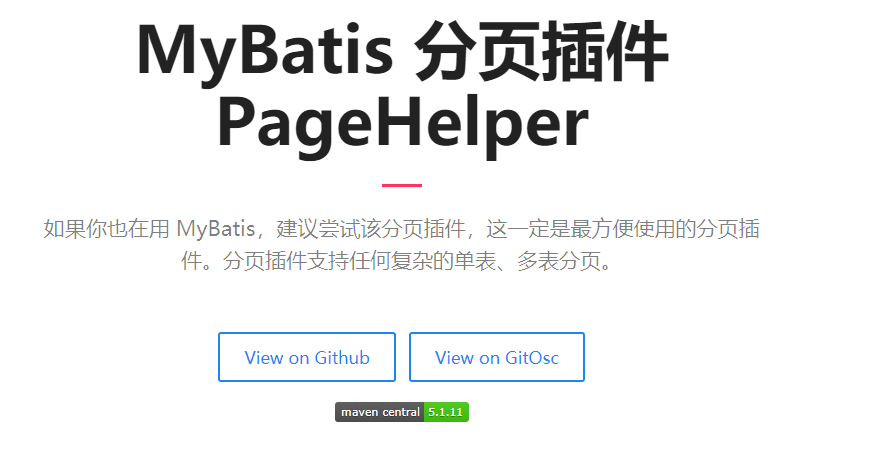 MyBatis 分页插件
PageHelper
如果你也在用 MyBatis，建议尝试该分页插件，这一定是最方便使用的分页插
件。分页插件支持任何复杂的单表、多表分页。
View on Github View on GitOsc
maven central 5.1.11